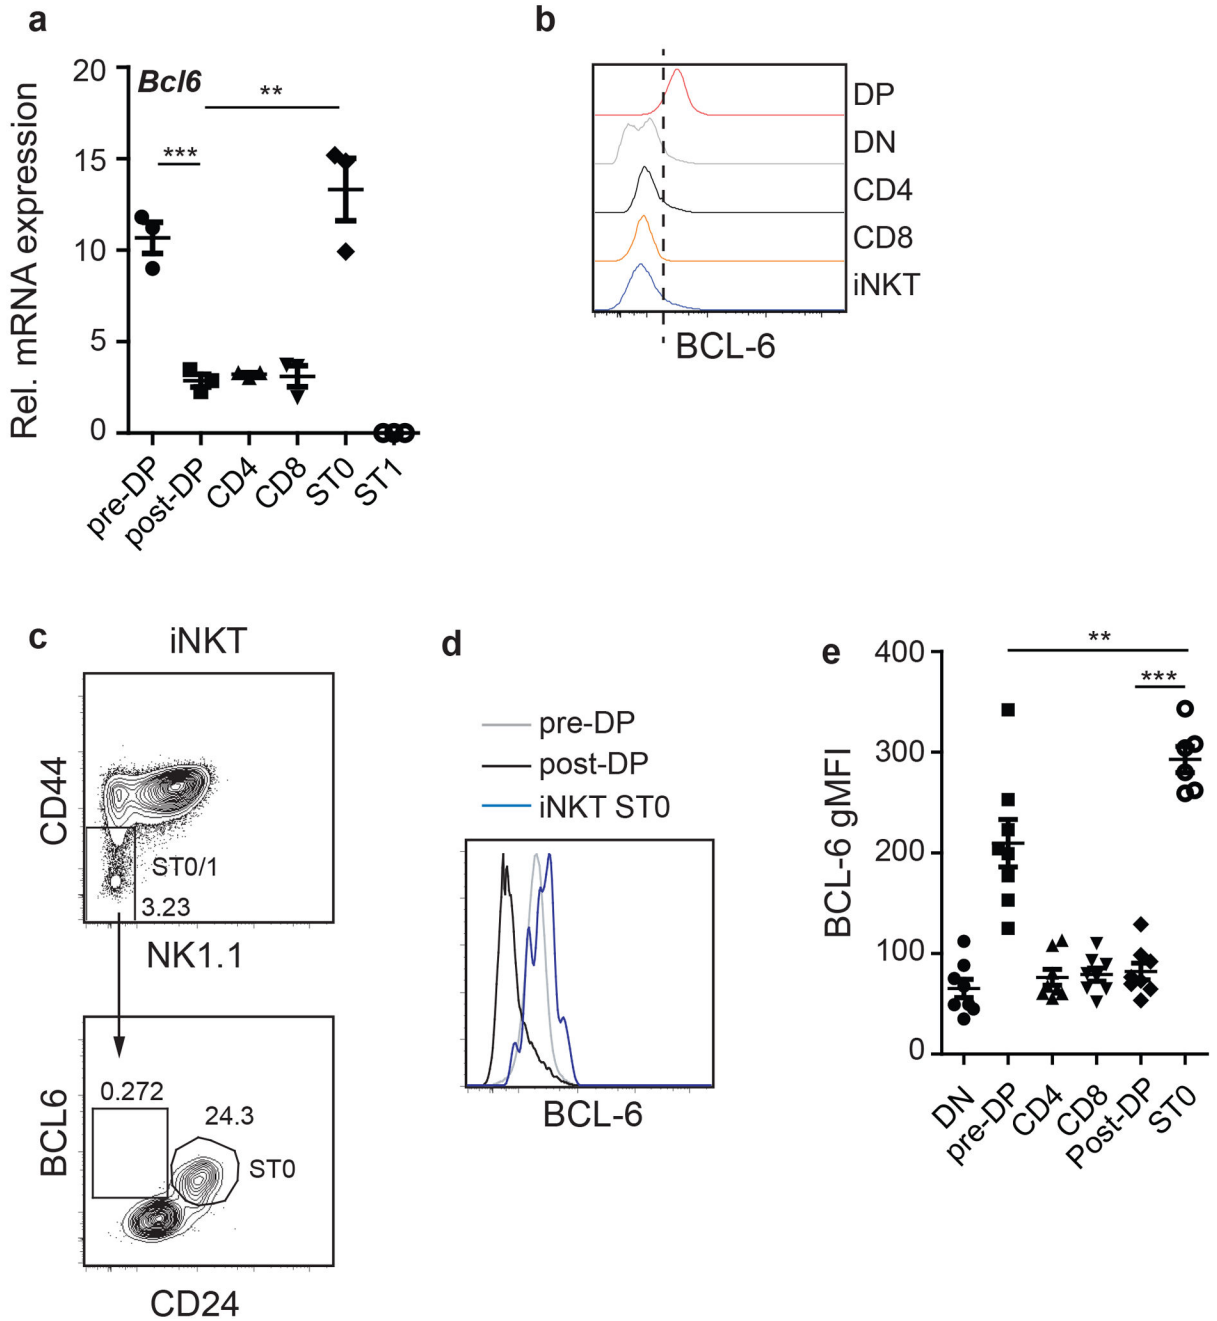 a
Bcl6
Rel. mRNA expression
20
15
10
5
0
***
**
pre-DP
post-DP
CD4
CD8
ST0
ST1
b
DP
DN
CD4
CD8
iNKT
BCL-6
c
iNKT
CD44
ST0/1
3.23
NK1.1
BCL6
0.272
24.3
ST0
CD24
d
pre-DP
post-DP
iNKT ST0
BCL-6
e
BCL-6 gMFI
400
300
200
100
0
**
***
DN
pre-DP
CD4
CD8
Post-DP
ST0